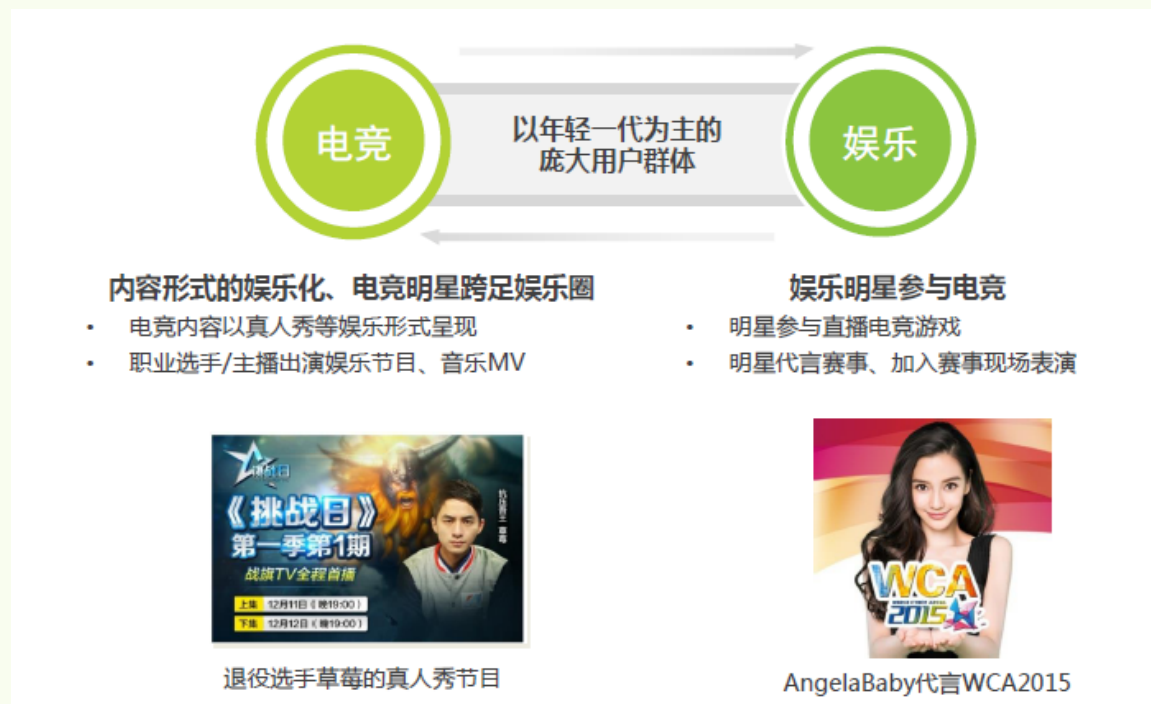 电竞
以年轻一代为主的
庞大用户群体
娱乐
内容形式的娱乐化、电竞明星跨足娱乐圈
• 电竞内容以真人秀等娱乐形式呈现
• 职业选手/主播出演娱乐节目、音乐MV
娱乐明星参与电竞
• 明星参与直播电竞游戏
• 明星代言赛事、加入赛事现场表演
挑战日
《挑战日》
第一季第1期
战旗TV全程首播
上集 12月11日（晚19:00）
下集 12月12日（晚19:00）
草莓
退役选手草莓的真人秀节目
WCA
2015
AngelaBaby代言WCA2015